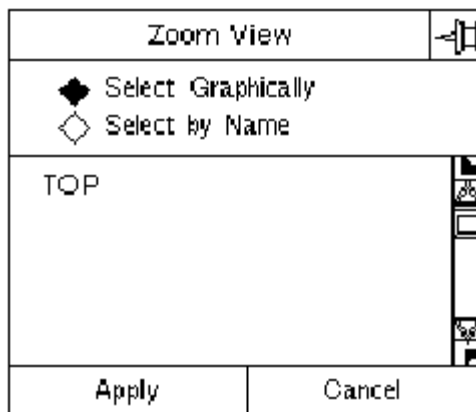 Zoom View
Select Graphically
Select by Name
TOP
Apply
Cancel